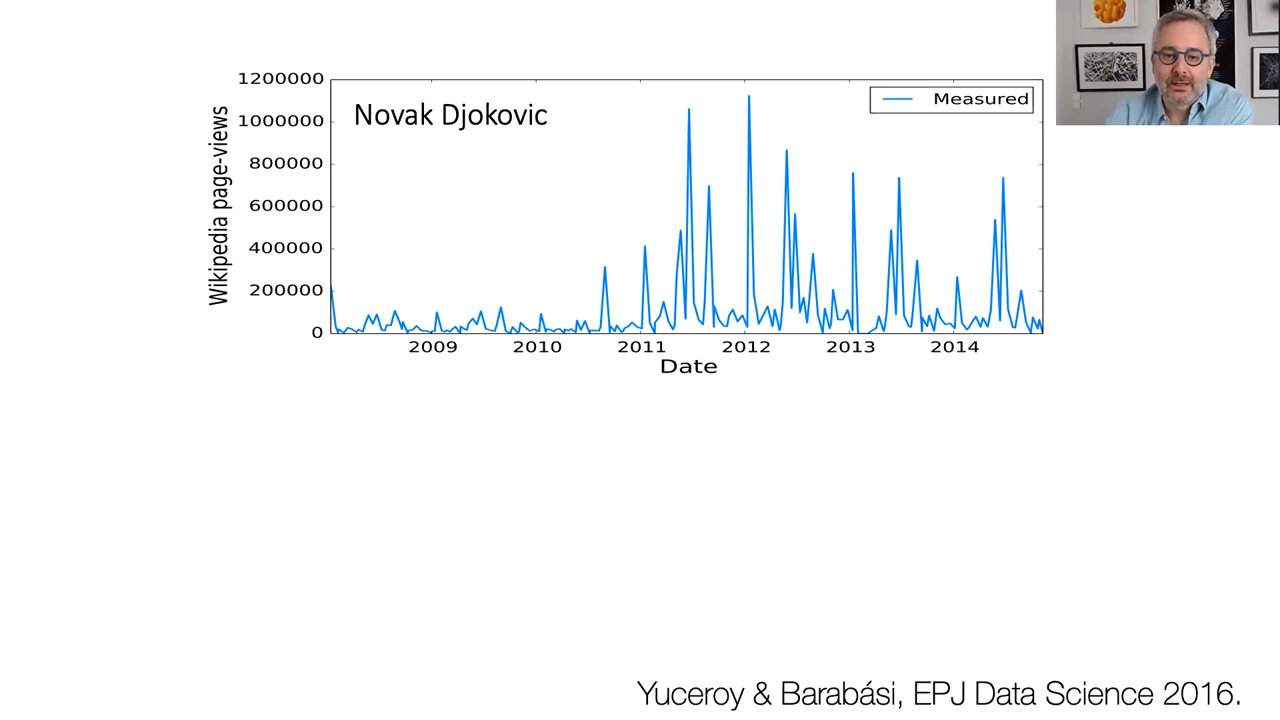 1200000
1000000
800000
600000
400000
200000
0
Wikipedia page-views
Novak Djokovic
Measured
2009 2010 2011 2012 2013 2014
Date
Yuceroy & Barabási, EPJ Data Science 2016.